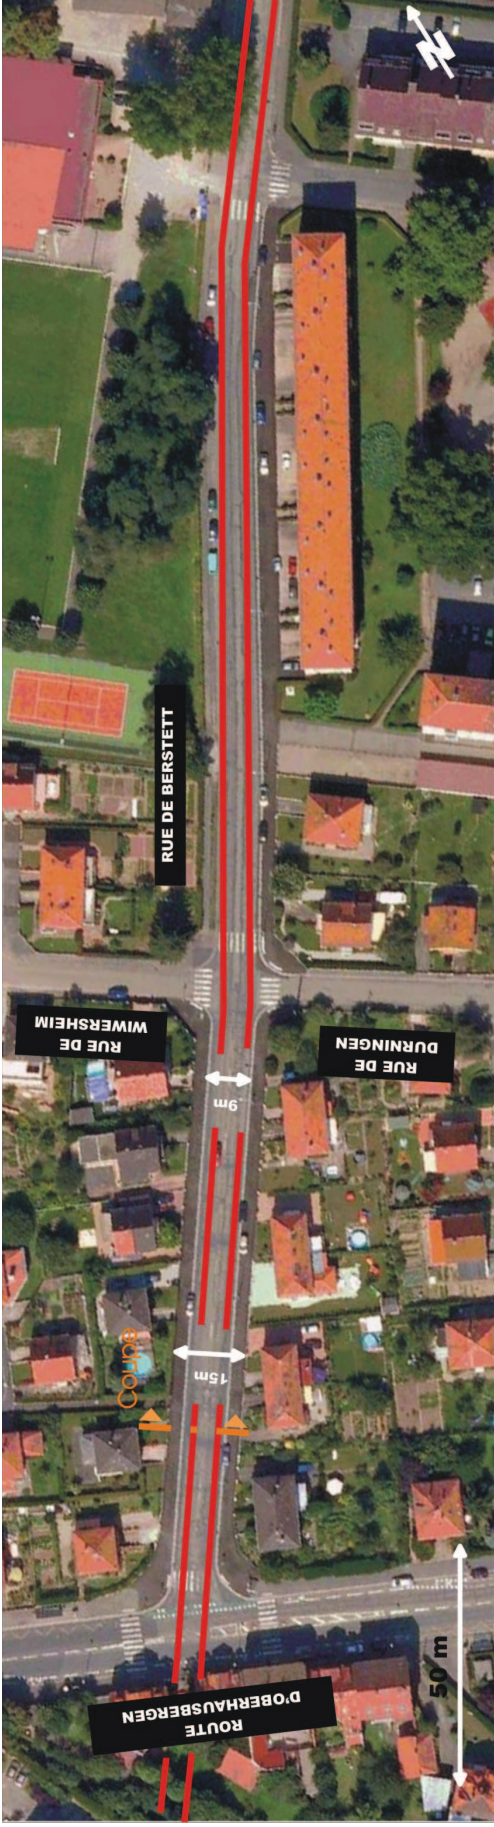 N
RUE DE BERSTETT
RUE DE
WIWERSHEIM
RUE DE
DURNINGEN
9m
15m
Coupe
ROUTE
D'OBERHAUSBERGEN
50 m